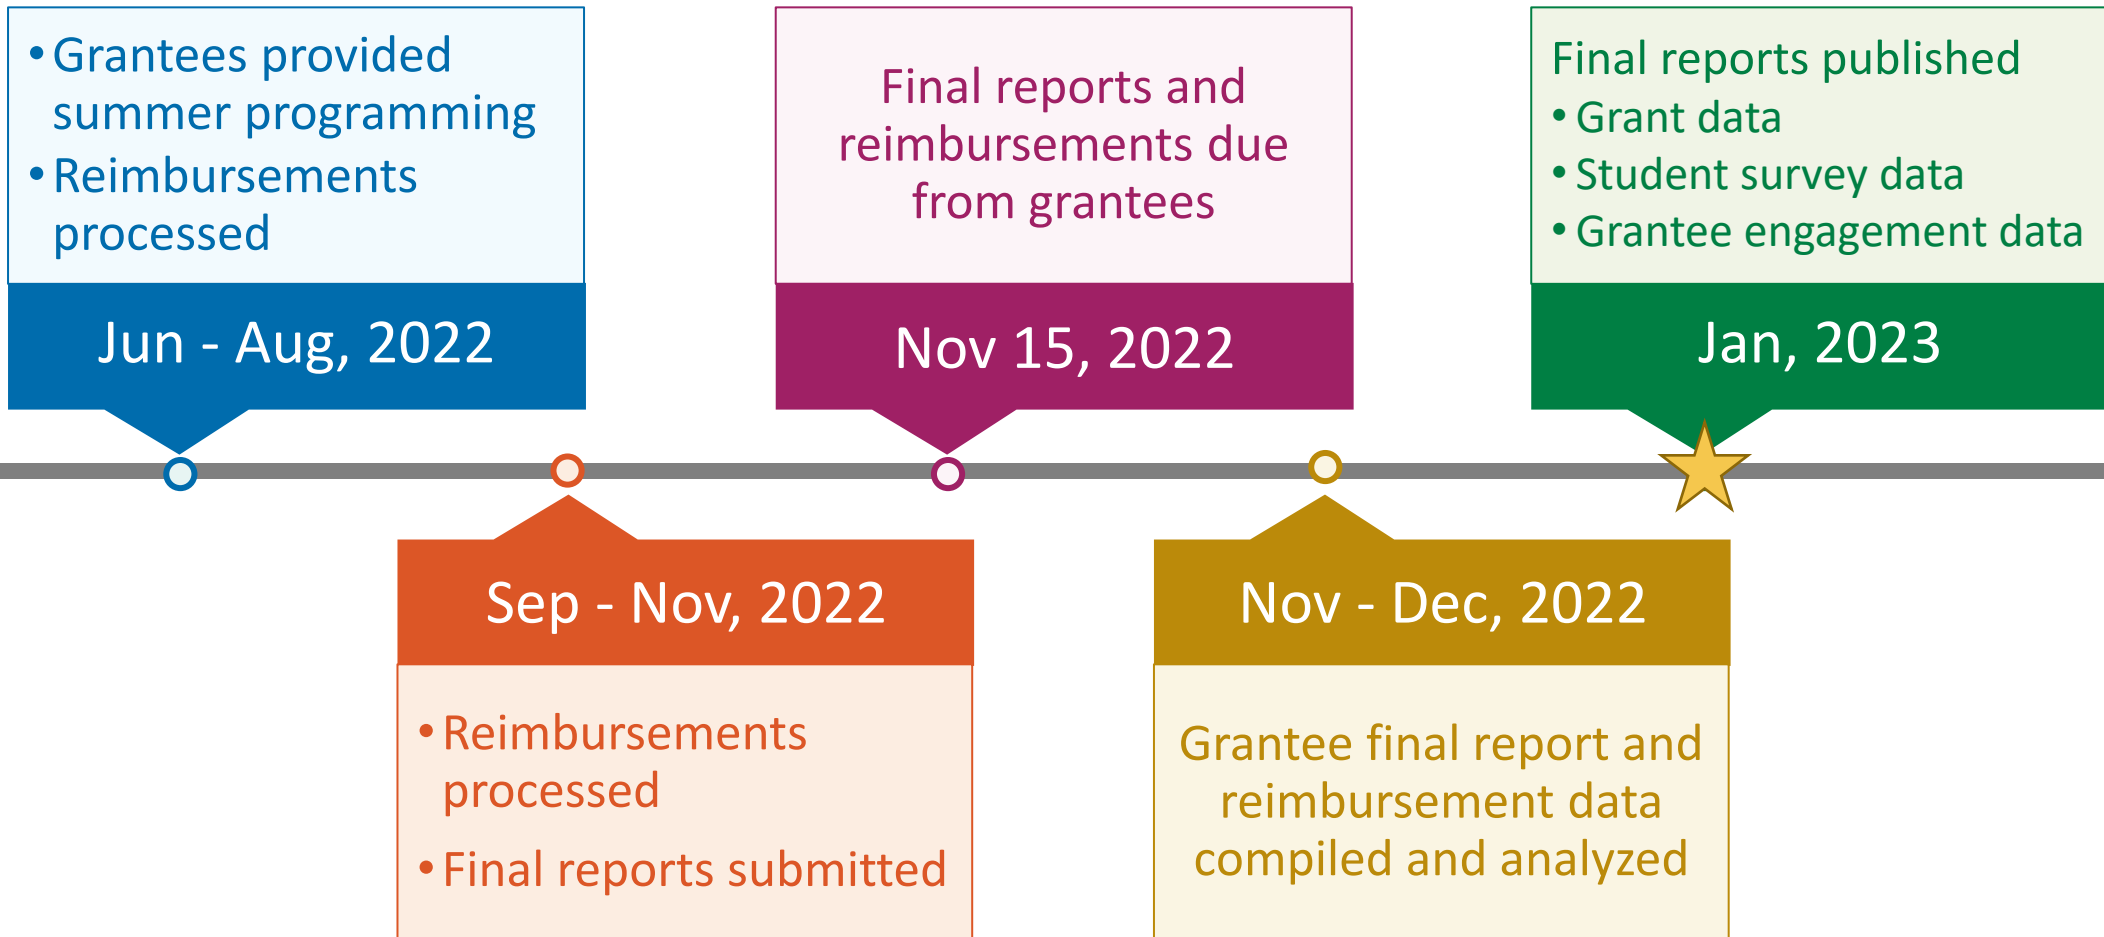 • Grantees provided
summer programming
• Reimbursements
processed
Jun - Aug, 2022
Sep - Nov, 2022
• Reimbursements
processed
• Final reports submitted
Final reports and
reimbursements due
from grantees
Nov 15, 2022
Nov - Dec, 2022
Grantee final report and
reimbursement data
compiled and analyzed
Final reports published
• Grant data
• Student survey data
• Grantee engagement data
Jan, 2023